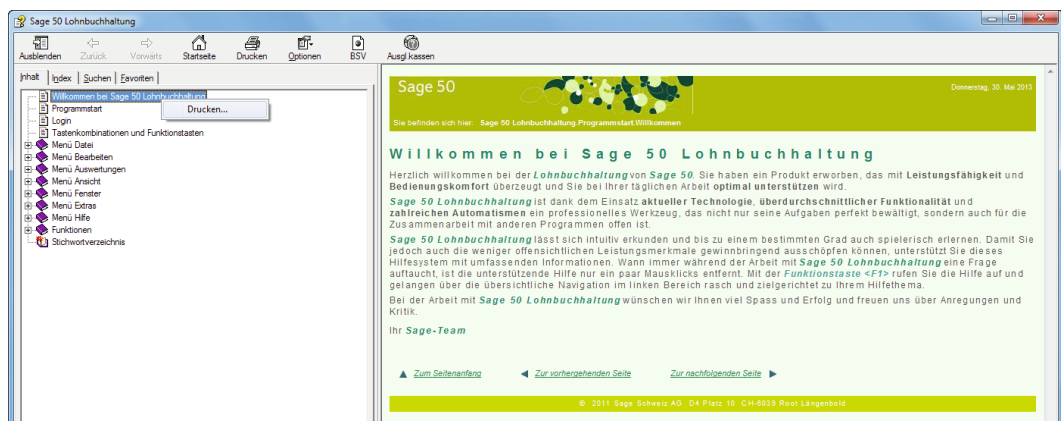 Sage 50 Lohnbuchhaltung
Ausblenden Zurück Vorwärts Startseite Drucken Optionen BSV Ausgl.kassen
Inhalt Index Suchen Favoriten
Willkommen bei Sage 50 Lohnbuchhaltung
Drucken...
Programmstart
Login
Tastenkombinationen und Funktionstasten
Menü Datei
Menü Bearbeiten
Menü Auswertungen
Menü Ansicht
Menü Fenster
Menü Extras
Menü Hilfe
Funktionen
Stichwortverzeichnis
Sage 50
Donnerstag, 30. Mai 2013
Sie befinden sich hier: Sage 50 Lohnbuchhaltung.Programmstart.Willkommen
Willkommen bei Sage 50 Lohnbuchhaltung
Herzlich willkommen bei der Lohnbuchhaltung von Sage 50. Sie haben ein Produkt erworben, das mit Leistungsfähigkeit und
Bedienungskomfort überzeugt und Sie bei Ihrer täglichen Arbeit optimal unterstützen wird.
Sage 50 Lohnbuchhaltung ist dank dem Einsatz aktueller Technologie, überdurchschnittlicher Funktionalität und
zahlreichen Automatismen ein professionelles Werkzeug, das nicht nur seine Aufgaben perfekt bewältigt, sondern auch für die
Zusammenarbeit mit anderen Programmen offen ist.
Sage 50 Lohnbuchhaltung lässt sich intuitiv erkunden und bis zu einem bestimmten Grad auch spielerisch erlernen. Damit Sie
jedoch auch die weniger offensichtlichen Leistungsmerkmale gewinnbringend ausschöpfen können, unterstützt Sie dieses
Hilfesystem mit umfassenden Informationen. Wann immer während der Arbeit mit Sage 50 Lohnbuchhaltung eine Frage
auftaucht, ist die unterstützende Hilfe nur ein paar Mausklicks entfernt. Mit der Funktionstaste <F1> rufen Sie die Hilfe auf und
gelangen über die übersichtliche Navigation im linken Bereich rasch und zielgerichtet zu Ihrem Hilfethema.
Bei der Arbeit mit Sage 50 Lohnbuchhaltung wünschen wir Ihnen viel Spass und Erfolg und freuen uns über Anregungen und
Kritik.
Ihr Sage-Team
Zum Seitenanfang Zur vorhergehenden Seite Zur nachfolgenden Seite
© 2011 Sage Schweiz AG D4 Platz 10 CH-6039 Root Längenbold